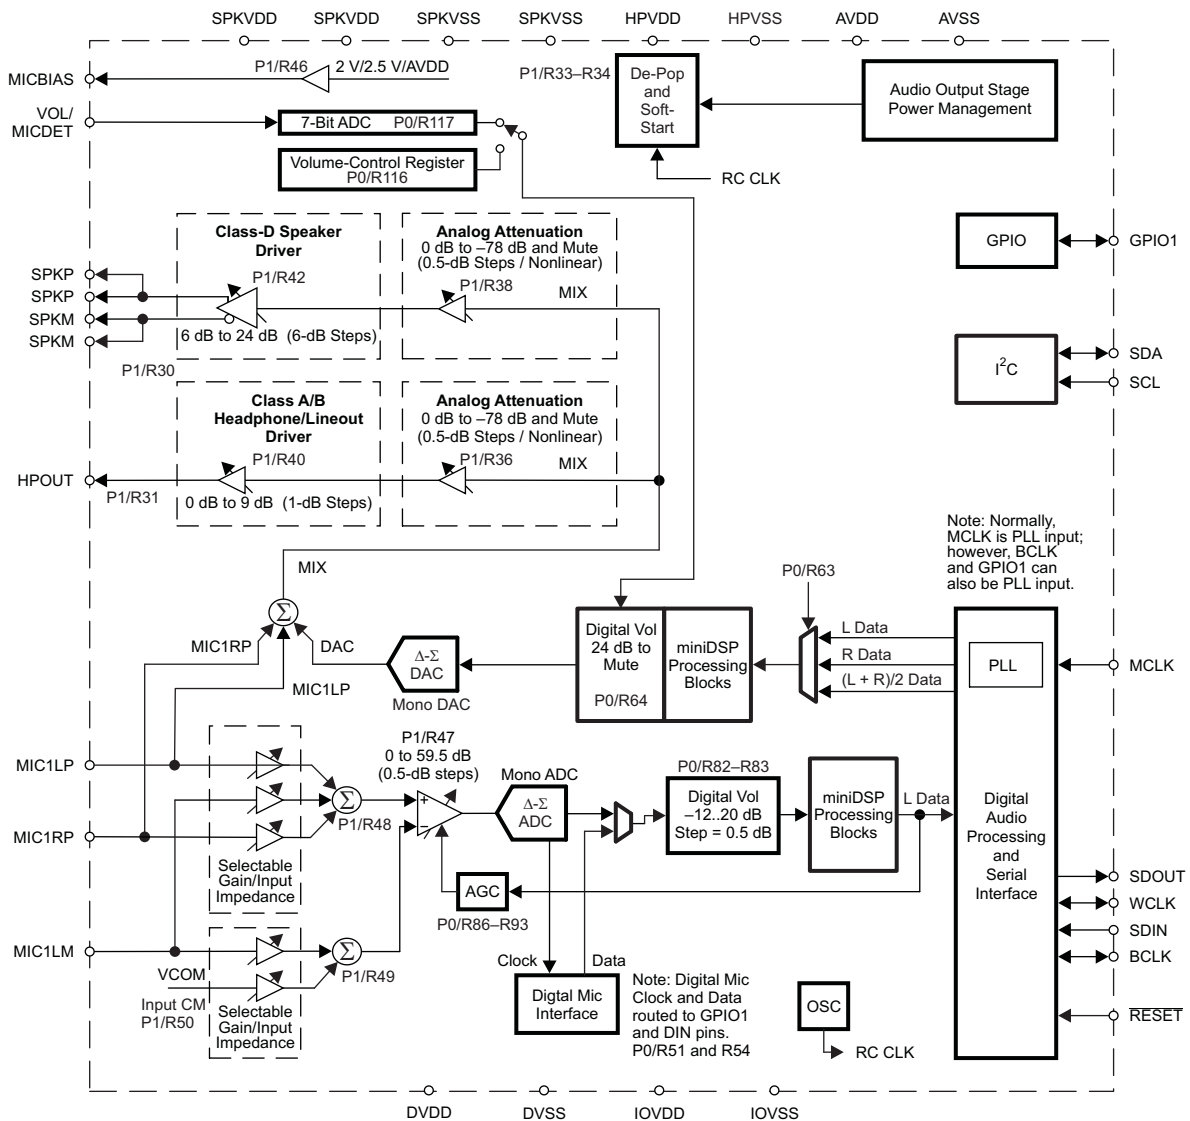 SPKVDD SPKVDD SPKVSS SPKVSS HPVDD HPVSS AVDD AVSS
MICBIAS
P1/R46
2 V/2.5 V/AVDD
VOL/
MICDET
7-Bit ADC P0/R117
Volume-Control Register
P0/R116
P1/R33–R34
De-Pop
and
Soft-
Start
RC CLK
Audio Output Stage
Power Management
GPIO
GPIO1
Class-D Speaker
Driver
P1/R42
6 dB to 24 dB (6-dB Steps)
Analog Attenuation
0 dB to –78 dB and Mute
(0.5-dB Steps / Nonlinear)
P1/R38
MIX
SPKP
SPKP
SPKM
SPKM
P1/R30
I2C
SDA
SCL
Class A/B
Headphone/Lineout
Driver
P1/R40
0 dB to 9 dB (1-dB Steps)
Analog Attenuation
0 dB to –78 dB and Mute
(0.5-dB Steps / Nonlinear)
P1/R36
MIX
HPOUT
P1/R31
Note: Normally,
MCLK is PLL input;
however, BCLK
and GPIO1 can
also be PLL input.
MIX
Σ
MIC1RP
DAC
MIC1LP
Δ-Σ
DAC
Mono DAC
Digital Vol
24 dB to
Mute
P0/R64
miniDSP
Processing
Blocks
P0/R63
L Data
R Data
(L + R)/2 Data
PLL
MCLK
MIC1LP
MIC1RP
MIC1LM
Selectable
Gain/Input
Impedance
Σ
P1/R48
P1/R47
0 to 59.5 dB
(0.5-dB steps)
+
−
Mono ADC
Δ-Σ
ADC
P0/R82–R83
Digital Vol
–12..20 dB
Step = 0.5 dB
miniDSP
Processing
Blocks
L Data
Digital
Audio
Processing
and
Serial
Interface
AGC
P0/R86–R93
SDOUT
WCLK
SDIN
BCLK
RESET
VCOM
Input CM
P1/R50
Selectable
Gain/Input
Impedance
Σ
P1/R49
Clock
Data
Digtal Mic
Interface
Note: Digital Mic
Clock and Data
routed to GPIO1
and DIN pins.
P0/R51 and R54
OSC
RC CLK
DVDD DVSS IOVDD IOVSS